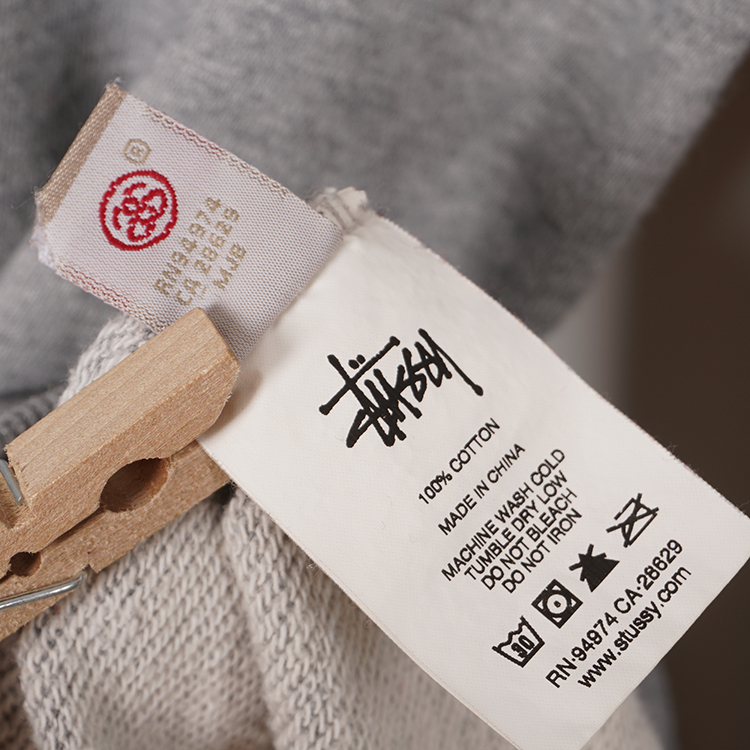 ®
RN94974
CA 28629
MJB
Stüssy
100% COTTON
MADE IN CHINA
MACHINE WASH COLD
TUMBLE DRY LOW
DO NOT BLEACH
DO NOT IRON
30
RN·94974 CA·28629
www.stussy.com